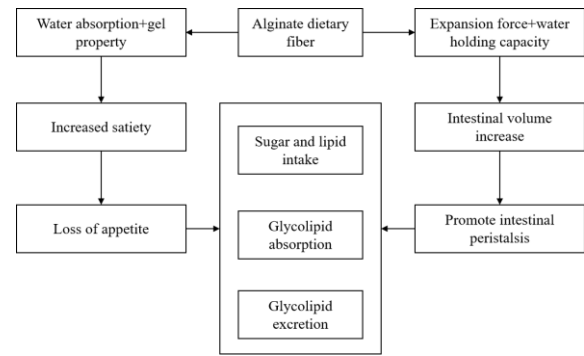 Water absorption+gel
property
Alginate dietary
fiber
Expansion force+water
holding capacity
Increased satiety
Sugar and lipid
intake
Intestinal volume
increase
Loss of appetite
Glycolipid
absorption
Promote intestinal
peristalsis
Glycolipid
excretion